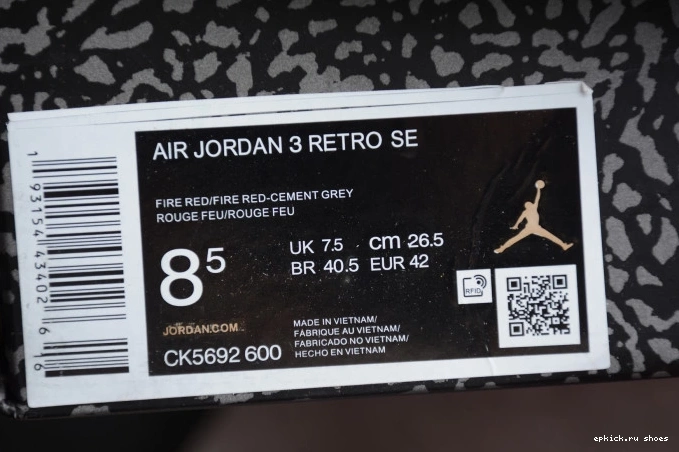 AIR JORDAN 3 RETRO SE
FIRE RED/FIRE RED-CEMENT GREY
ROUGE FEU/ROUGE FEU
8⁵
UK 7.5 cm 26.5
BR 40.5 EUR 42
RFID
JORDAN.COM
CK5692 600
MADE IN VIETNAM/
FABRIQUE AU VIETNAM/
FABRICADO NO VIETNAM/
HECHO EN VIETNAM
1 93154 43402 6 16
epkick.ru shoes